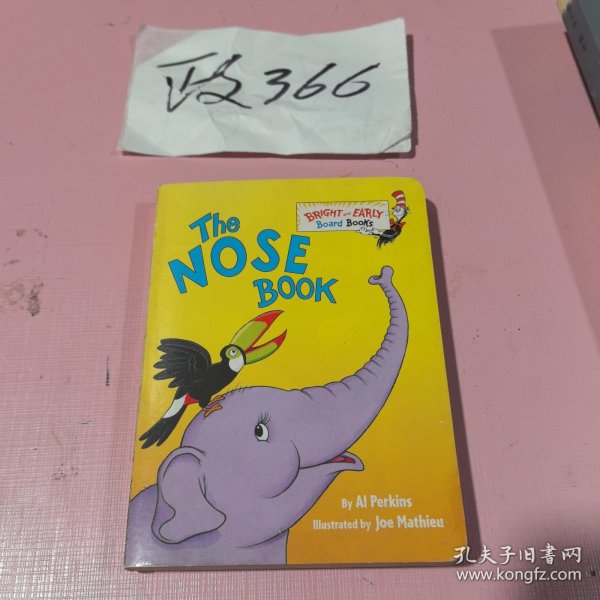 政366
BRIGHT and EARLY
Board Books
The
NOSE
BOOK
By Al Perkins
Illustrated by Joe Mathieu
孔夫子旧书网
www.kongfz.com